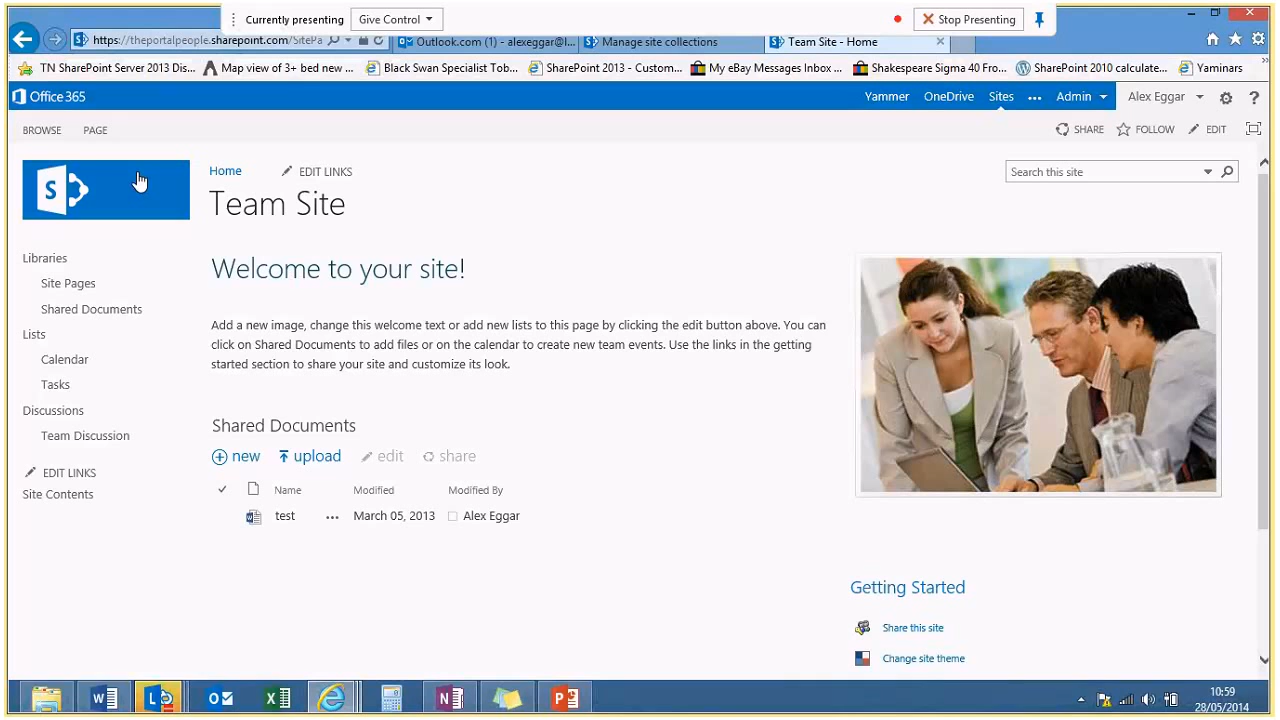 Currently presenting Give Control Stop Presenting
https://theportalpeople.sharepoint.com/SitePa Outlook.com (1) - alexeggar@l... Manage site collections Team Site - Home
TN SharePoint Server 2013 Dis... Map view of 3+ bed new ... Black Swan Specialist Tob... SharePoint 2013 - Custom... My eBay Messages Inbox ... Shakespeare Sigma 40 Fro... SharePoint 2010 calculate... Yaminars
Office 365 Yammer OneDrive Sites ... Admin Alex Eggar ?
BROWSE PAGE SHARE FOLLOW EDIT
S
Home EDIT LINKS Search this site
Team Site
Libraries
Site Pages
Shared Documents
Lists
Calendar
Tasks
Discussions
Team Discussion
EDIT LINKS
Site Contents
Welcome to your site!
Add a new image, change this welcome text or add new lists to this page by clicking the edit button above. You can
click on Shared Documents to add files or on the calendar to create new team events. Use the links in the getting
started section to share your site and customize its look.
Shared Documents
new upload edit share
Name Modified Modified By
test ... March 05, 2013 Alex Eggar
Getting Started
Share this site
Change site theme
10:59
28/05/2014